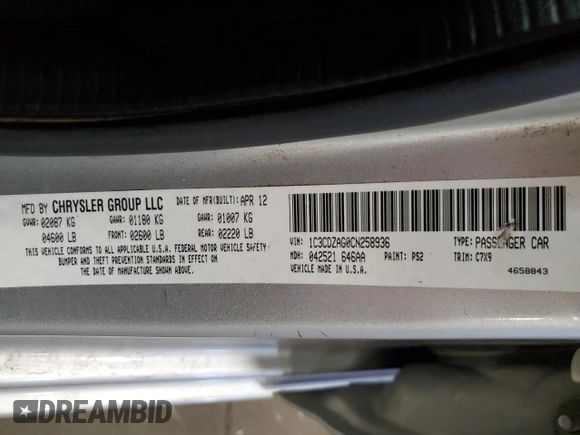 MFD BY CHRYSLER GROUP LLC DATE OF MFR(BUILT): APR 12
GVWR: 02087 KG GAWR: 01180 KG GAWR: 01007 KG
04600 LB FRONT: 02600 LB REAR: 02220 LB
THIS VEHICLE CONFORMS TO ALL APPLICABLE U.S.A. FEDERAL MOTOR VEHICLE SAFETY,
BUMPER AND THEFT PREVENTION STANDARDS IN EFFECT ON
THE DATE OF MANUFACTURE SHOWN ABOVE.
VIN: 1C3CDZAG0CN258936 TYPE: PASSENGER CAR
MDH: 042521 646AA PAINT: PS2 TRIM: C7X9
VEHICLE MADE IN U.S.A. 4658843
DREAMBID